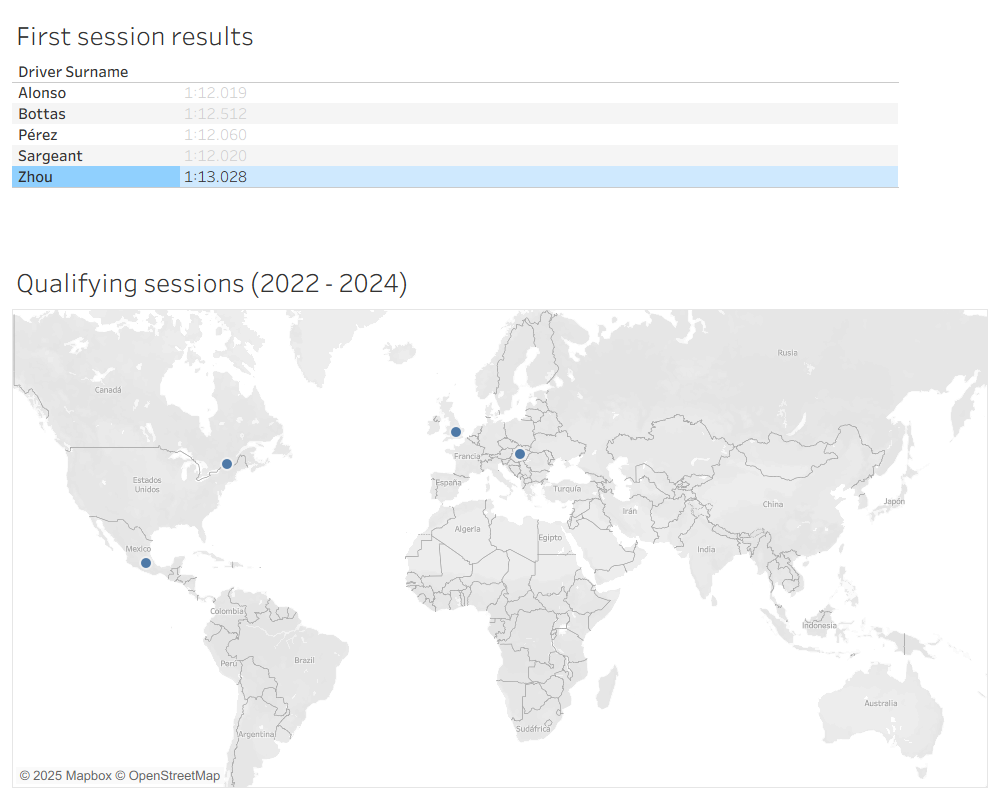 First session results
Driver Surname
Alonso 1:12.019
Bottas 1:12.512
Pérez 1:12.060
Sargeant 1:12.020
Zhou 1:13.028
Qualifying sessions (2022 - 2024)
Rusia
Canadá
Francia
Estados
Unidos
España
Turquía
Irán
China
Japón
Argelia
Egipto
India
Mexico
Colombia
Indonesia
Perú
Brazil
Australia
Sudáfrica
Argentina
© 2025 Mapbox © OpenStreetMap